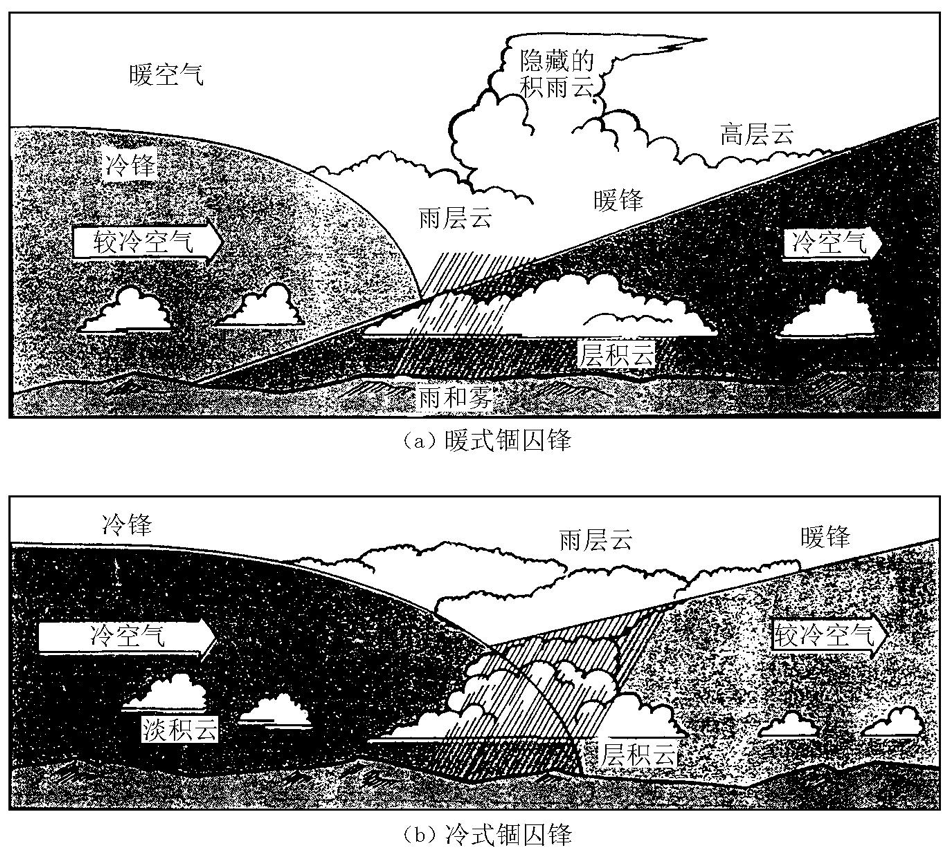 暖空气
隐藏的
积雨云
高层云
冷锋
暖锋
雨层云
较冷空气
冷空气
层积云
雨和雾
(a)暖式锢囚锋
冷锋
雨层云
暖锋
冷空气
较冷空气
淡积云
层积云
(b)冷式锢囚锋